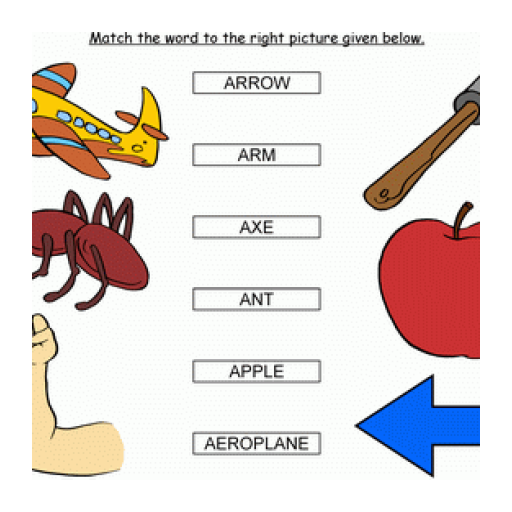 Match the word to the right picture given below.
ARROW
ARM
AXE
ANT
APPLE
AEROPLANE